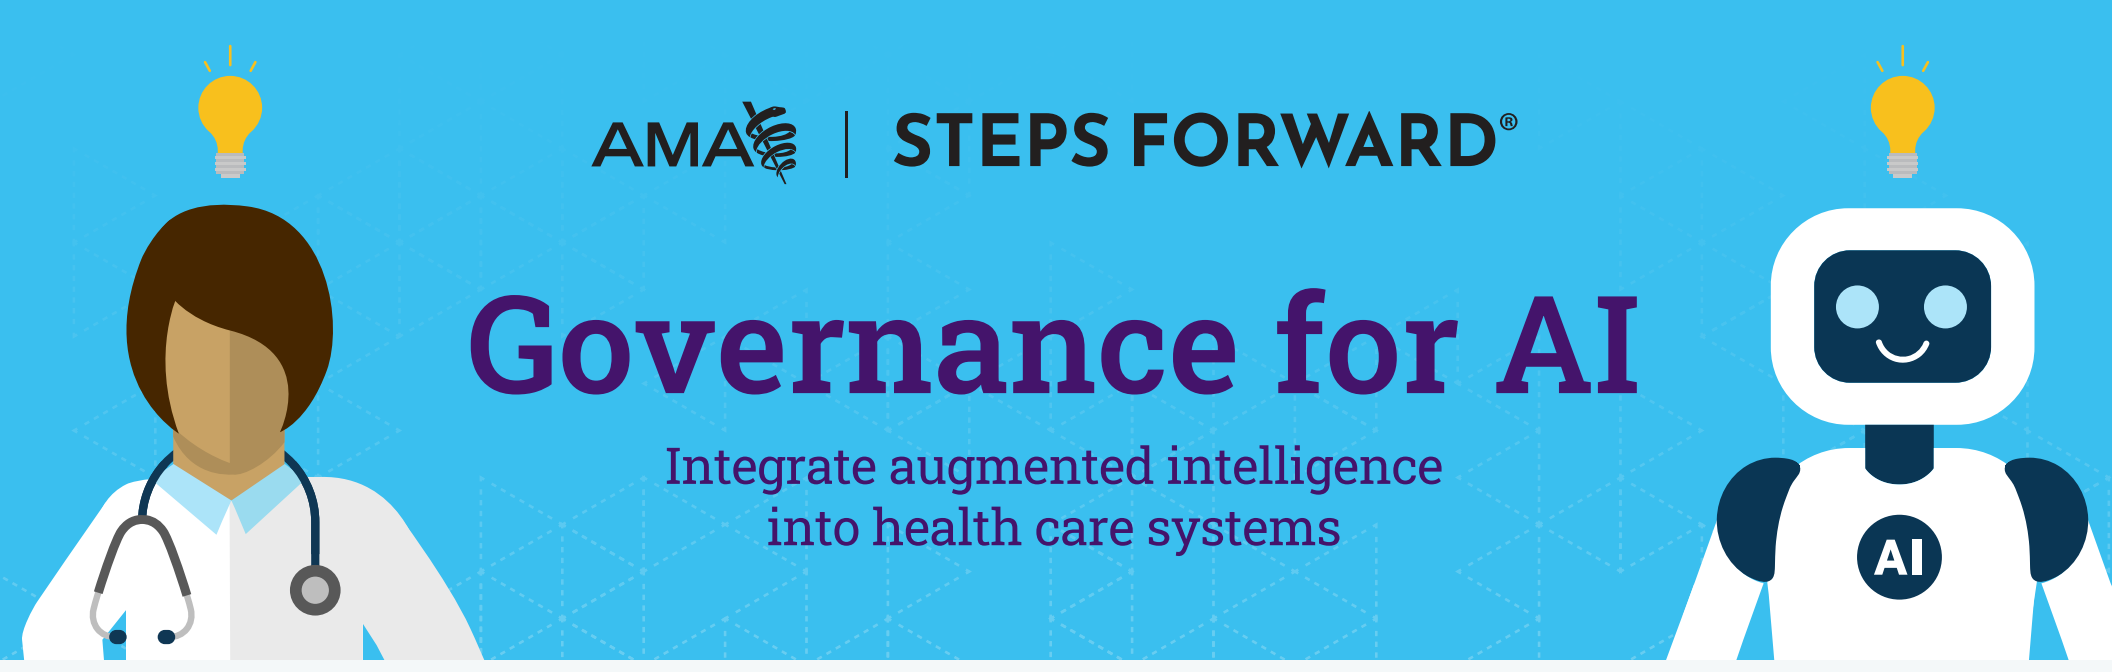 AMA | STEPS FORWARD®
Governance for AI
Integrate augmented intelligence
into health care systems
AI